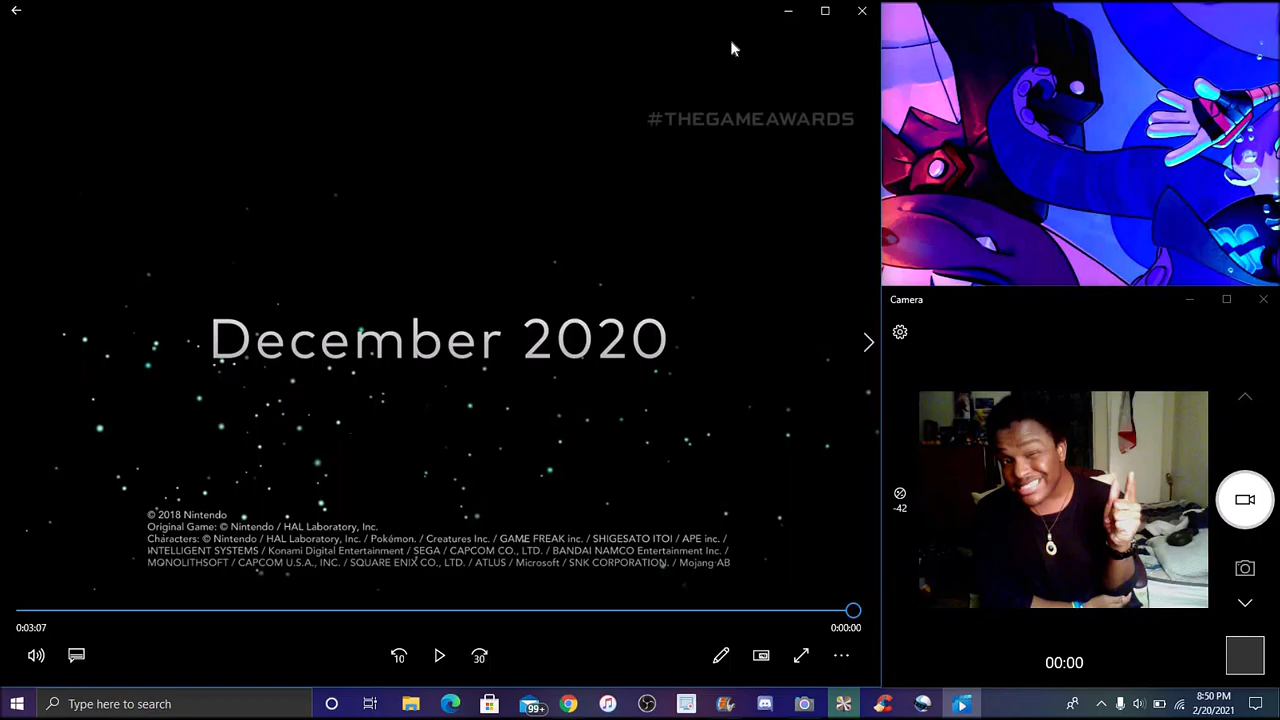 #THEGAMEAWARDS
December 2020
© 2018 Nintendo
Original Game: © Nintendo / HAL Laboratory, Inc.
Characters: © Nintendo / HAL Laboratory, Inc. / Pokémon. / Creatures Inc. / GAME FREAK inc. / SHIGESATO ITOI / APE inc. /
INTELLIGENT SYSTEMS / Konami Digital Entertainment / SEGA / CAPCOM CO., LTD. / BANDAI NAMCO Entertainment Inc. /
MONOLITHSOFT / CAPCOM U.S.A., INC. / SQUARE ENIX CO., LTD. / ATLUS / Microsoft / SNK CORPORATION. / Mojang AB
0:03:07
0:00:00
10
30
Camera
-42
00:00
Type here to search
99+
8:50 PM
2/20/2021